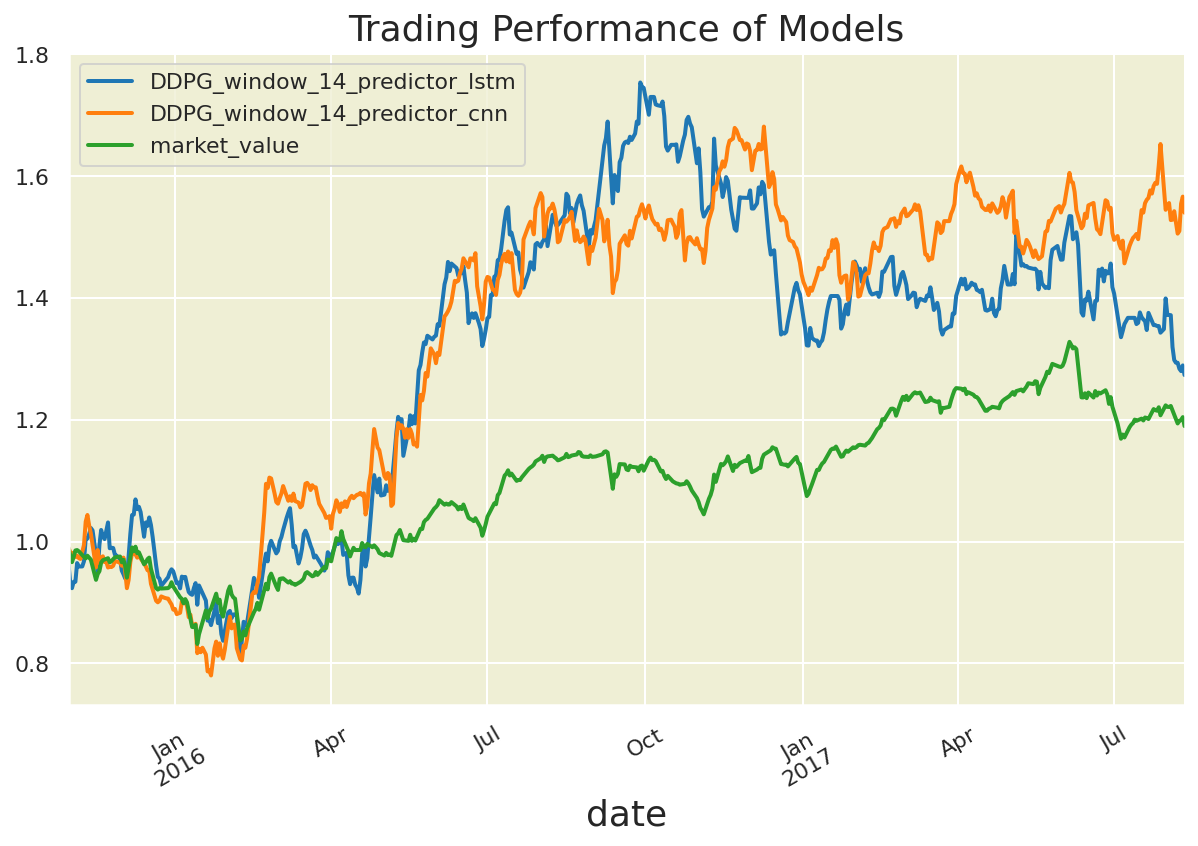 Trading Performance of Models
1.8
1.6
1.4
1.2
1.0
0.8
DDPG_window_14_predictor_lstm
DDPG_window_14_predictor_cnn
market_value
Jan
2016
Apr
Jul
Oct
Jan
2017
Apr
Jul
date